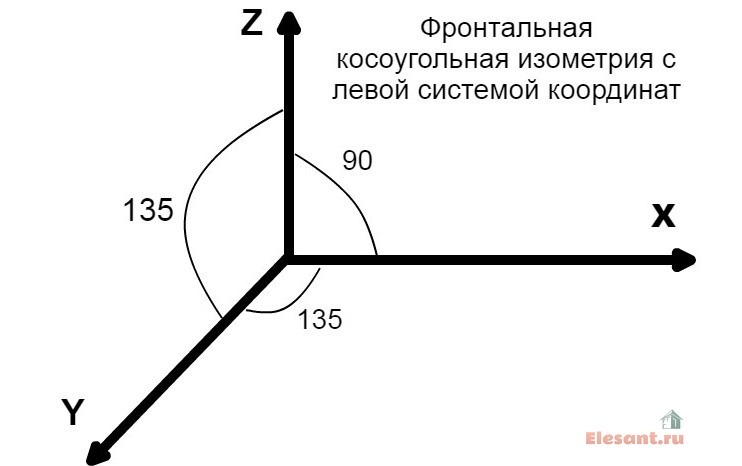 Z
Фронтальная
косоугольная изометрия с
левой системой координат
90
135
X
135
Y
Elesant.ru